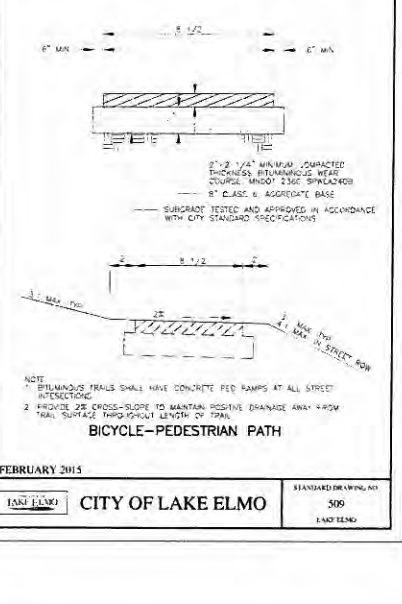 8 1/2
6" MIN 6" MIN
2"-2 1/4" MINIMUM COMPACTED
THICKNESS BITUMINOUS WEAR
COURSE, MNDOT 2360 SPWEA240B
8" CLASS 6, AGGREGATE BASE
SUBGRADE TESTED AND APPROVED IN ACCORDANCE
WITH CITY STANDARD SPECIFICATIONS
2 8 1/2 2
MAX TYP
2%
MAX TYP
4:1 MAX IN STREET ROW
NOTE
1 BITUMINOUS TRAILS SHALL HAVE CONCRETE PED RAMPS AT ALL STREET
INTESECTIONS
2 PROVIDE 2% CROSS-SLOPE TO MAINTAIN POSITIVE DRAINAGE AWAY FROM
TRAIL SURFACE THROUGHOUT LENGTH OF TRAIL
BICYCLE-PEDESTRIAN PATH
FEBRUARY 2015
LAKE ELMO
CITY OF LAKE ELMO
STANDARD DRAWING NO
509
LAKE ELMO